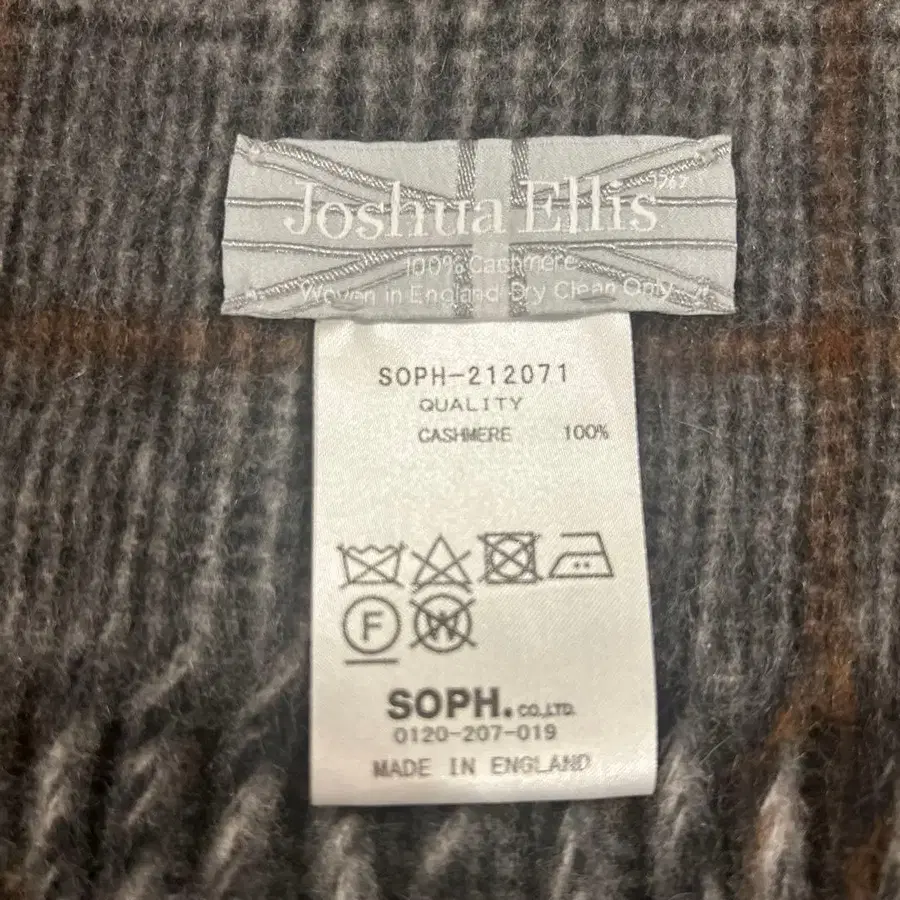 Joshua Ellis
100% Cashmere
Woven in England Dry Clean Only
SOPH-212071
QUALITY
CASHMERE 100%
F
W
SOPH. CO.,LTD.
0120-207-019
MADE IN ENGLAND